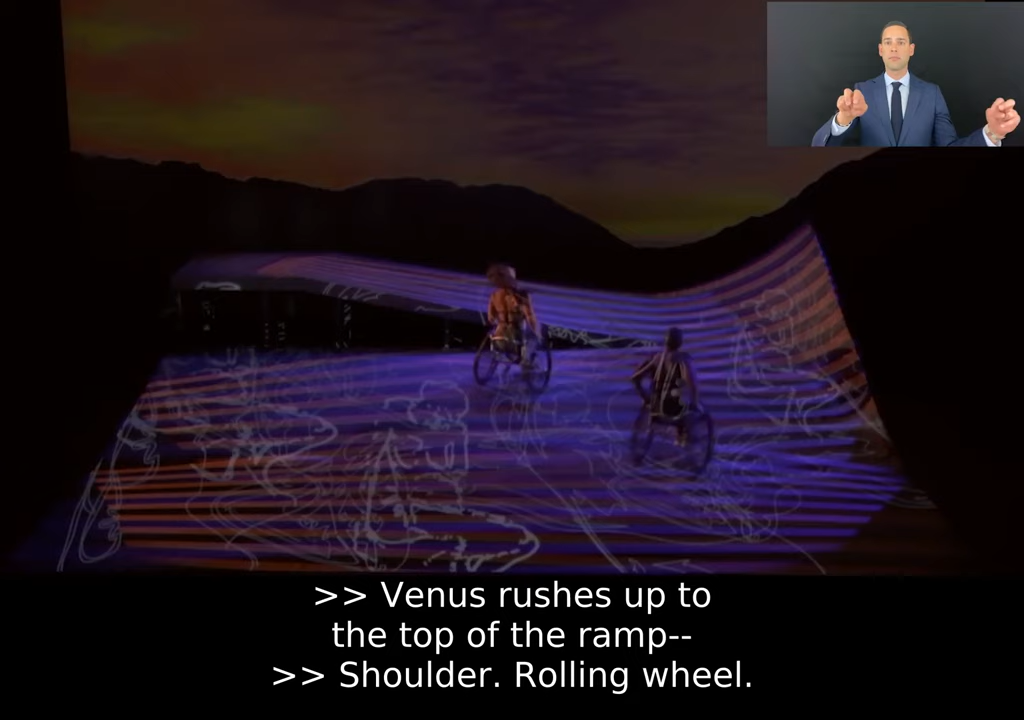 >> Venus rushes up to
the top of the ramp--
>> Shoulder. Rolling wheel.